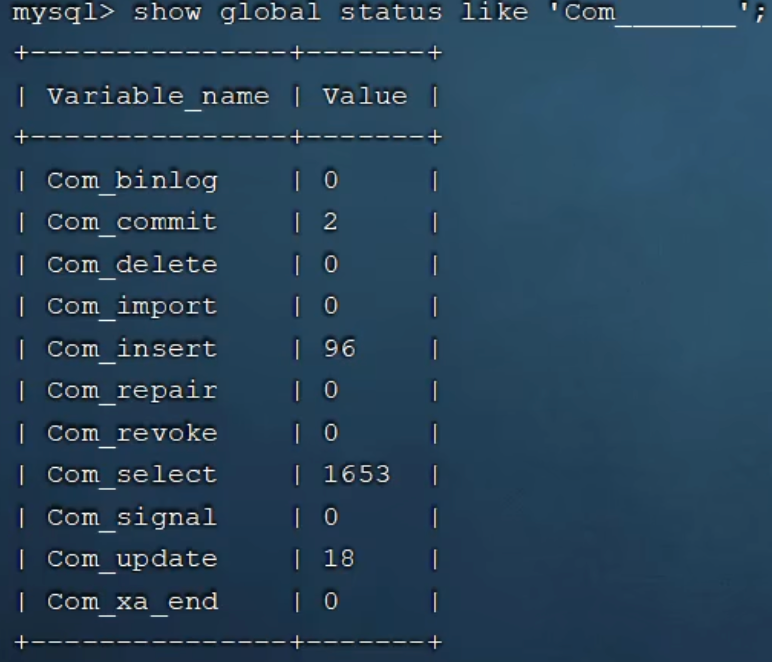 mysql> show global status like 'Com_______';
+---------------+-------+
| Variable_name | Value |
+---------------+-------+
| Com_binlog    | 0     |
| Com_commit    | 2     |
| Com_delete    | 0     |
| Com_import    | 0     |
| Com_insert    | 96    |
| Com_repair    | 0     |
| Com_revoke    | 0     |
| Com_select    | 1653  |
| Com_signal    | 0     |
| Com_update    | 18    |
| Com_xa_end    | 0     |
+---------------+-------+